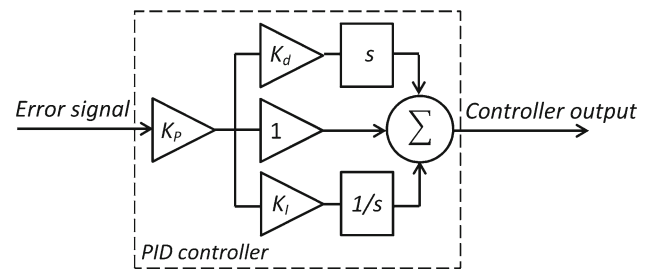 K_d
s
Error signal
Controller output
K_P
1
∑
K_I
1/s
PID controller